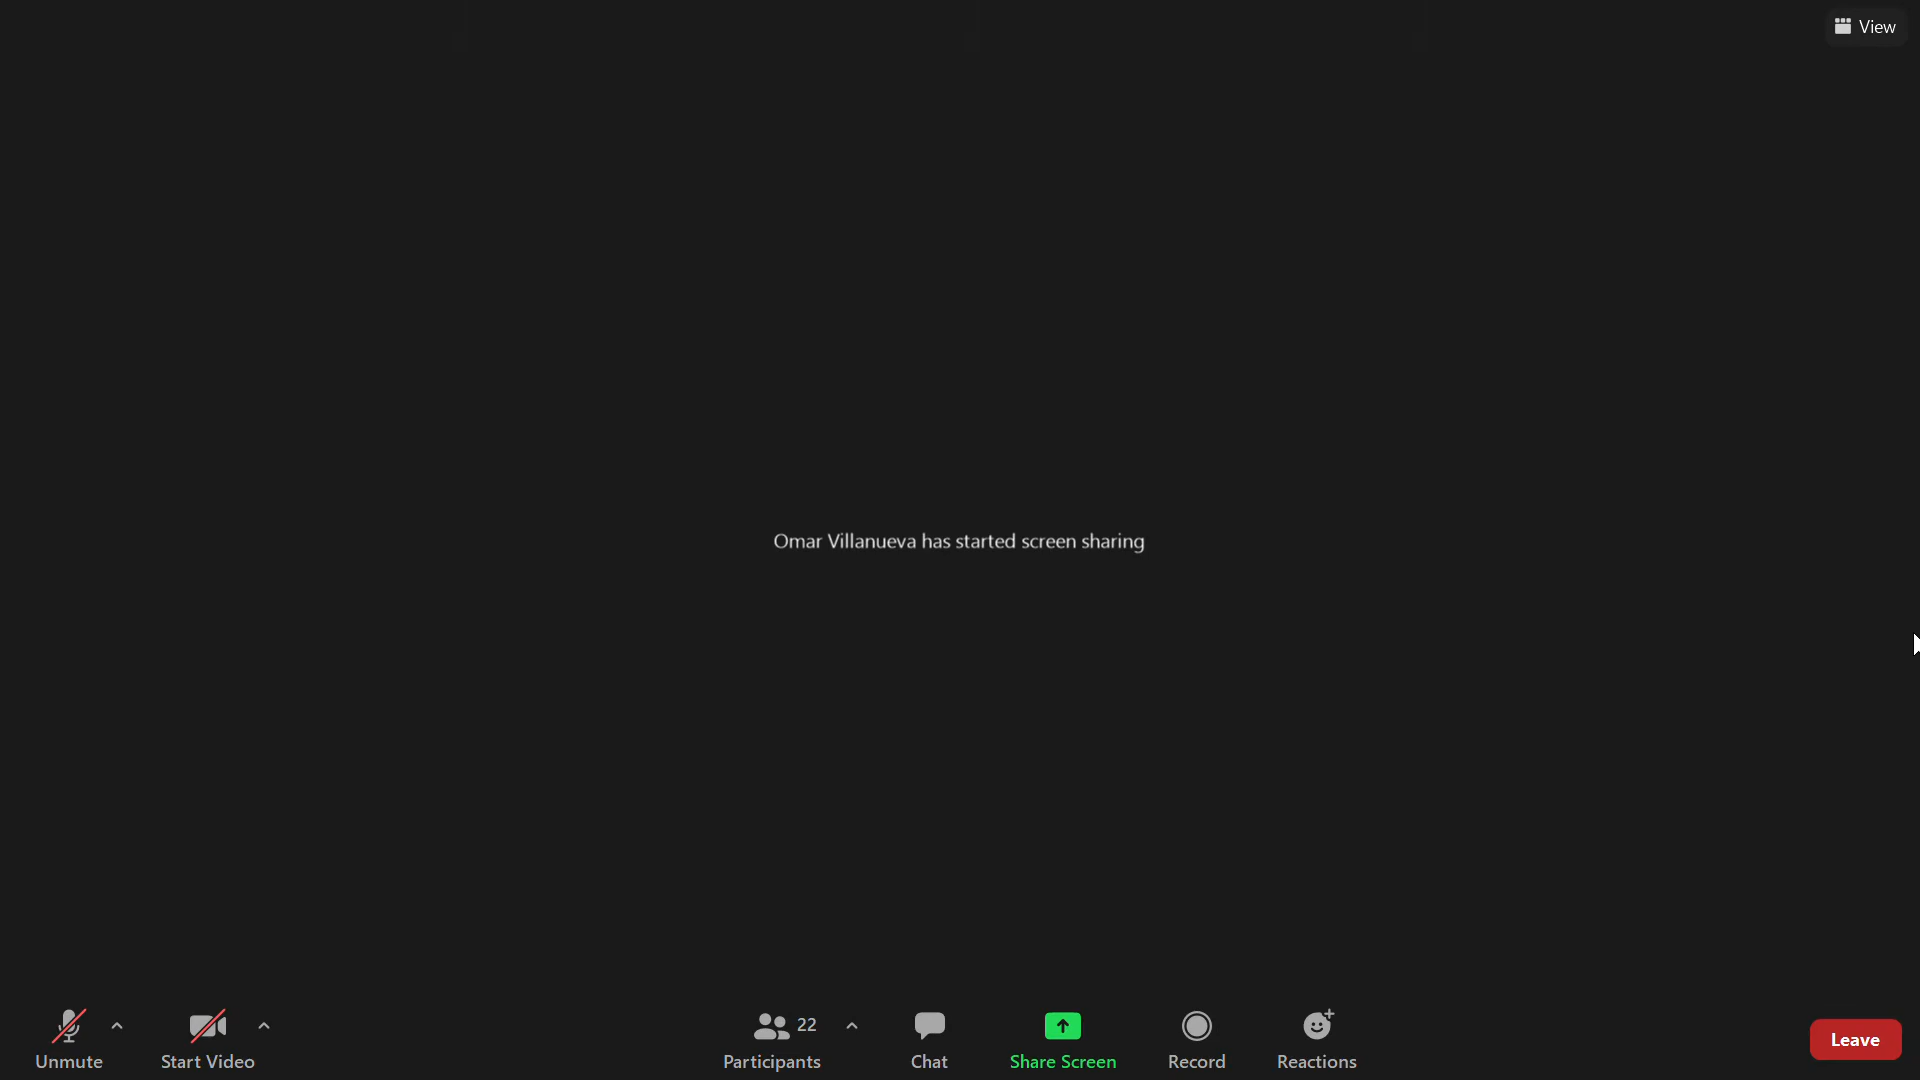 View
Omar Villanueva has started screen sharing
22
Unmute
Start Video
Participants
Chat
Share Screen
Record
Reactions
Leave